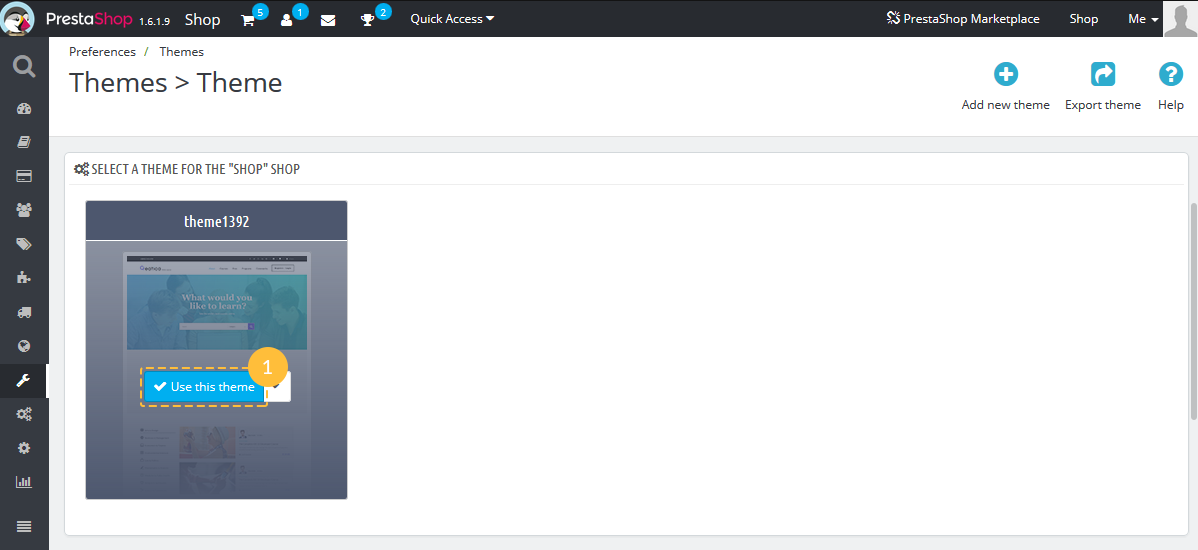 PrestaShop 1.6.1.9 Shop 5 1 2 Quick Access PrestaShop Marketplace Shop Me
Preferences / Themes
Themes > Theme
Add new theme Export theme Help
SELECT A THEME FOR THE "SHOP" SHOP
theme1392
What would you
like to learn?
1
Use this theme